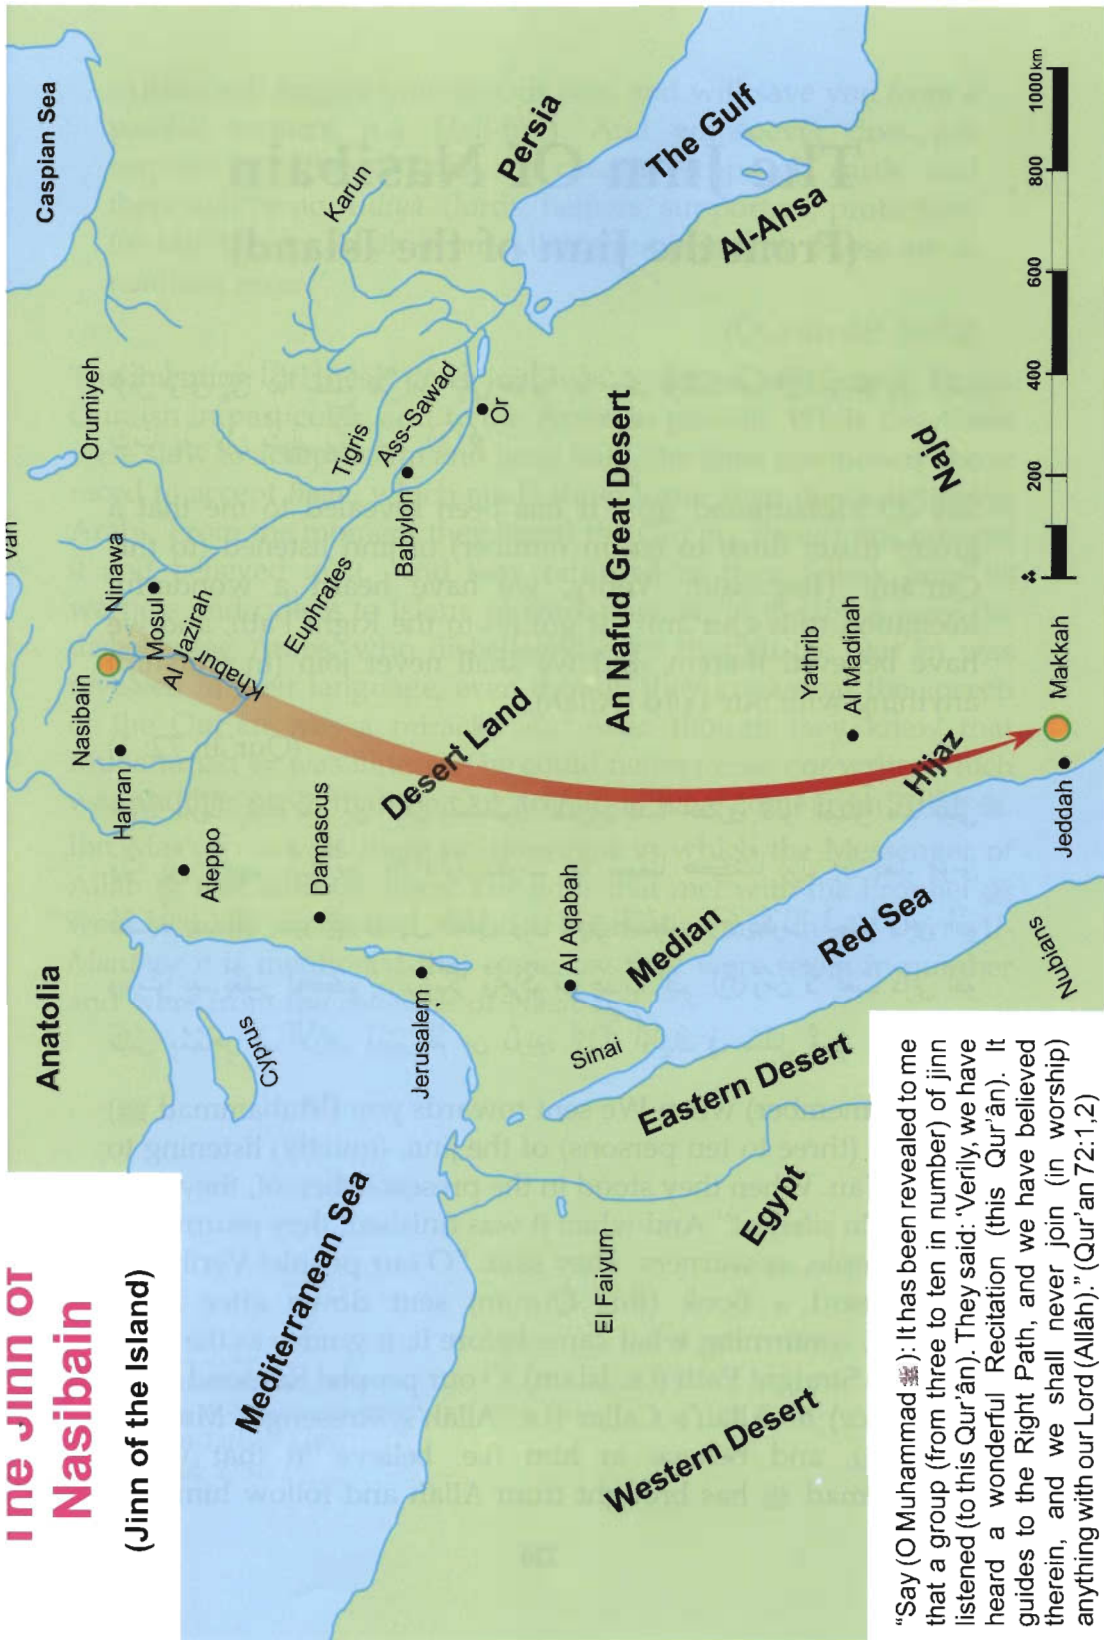 The Jinn of
Nasibain
(Jinn of the Island)
Anatolia
Van
Caspian Sea
Orumiyeh
Nasibain
Ninawa
Harran
Mosul
Al Jazirah
Khabur
Aleppo
Cyprus
Tigris
Karun
Euphrates
Mediterranean Sea
Damascus
Desert Land
Babylon
Ass-Sawad
Persia
Jerusalem
Or
Al Aqabah
Sinai
An Nafud Great Desert
The Gulf
El Faiyum
Median
Al-Ahsa
Eastern Desert
Western Desert
Egypt
Yathrib
Al Madinah
Red Sea
Hijaz
Najd
Nubians
Jeddah
Makkah
200
400
600
800
1000 km
“Say (O Muhammad ﷺ): It has been revealed to me
that a group (from three to ten in number) of jinn
listened (to this Qur'ân). They said: 'Verily, we have
heard a wonderful Recitation (this Qur'ân). It
guides to the Right Path, and we have believed
therein, and we shall never join (in worship)
anything with our Lord (Allâh).” (Qur'an 72:1,2)